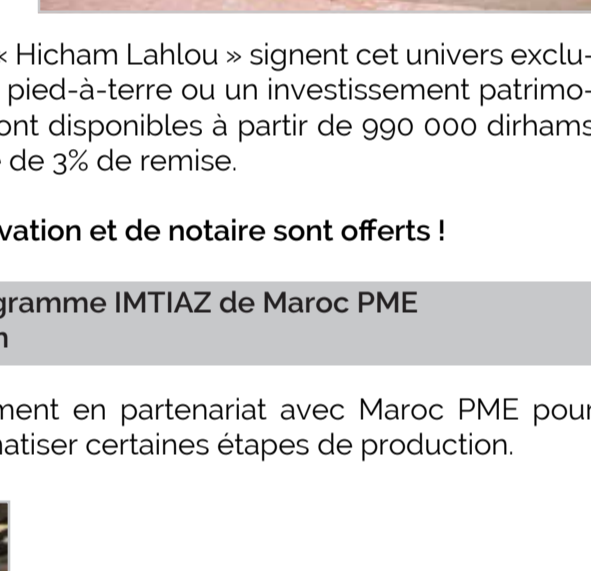 « Hicham Lahlou » signent cet univers exclu-
pied-à-terre ou un investissement patrimo-
ont disponibles à partir de 990 000 dirhams
de 3% de remise.
vation et de notaire sont offerts !
gramme IMTIAZ de Maroc PME
n
ment en partenariat avec Maroc PME pour
atiser certaines étapes de production.